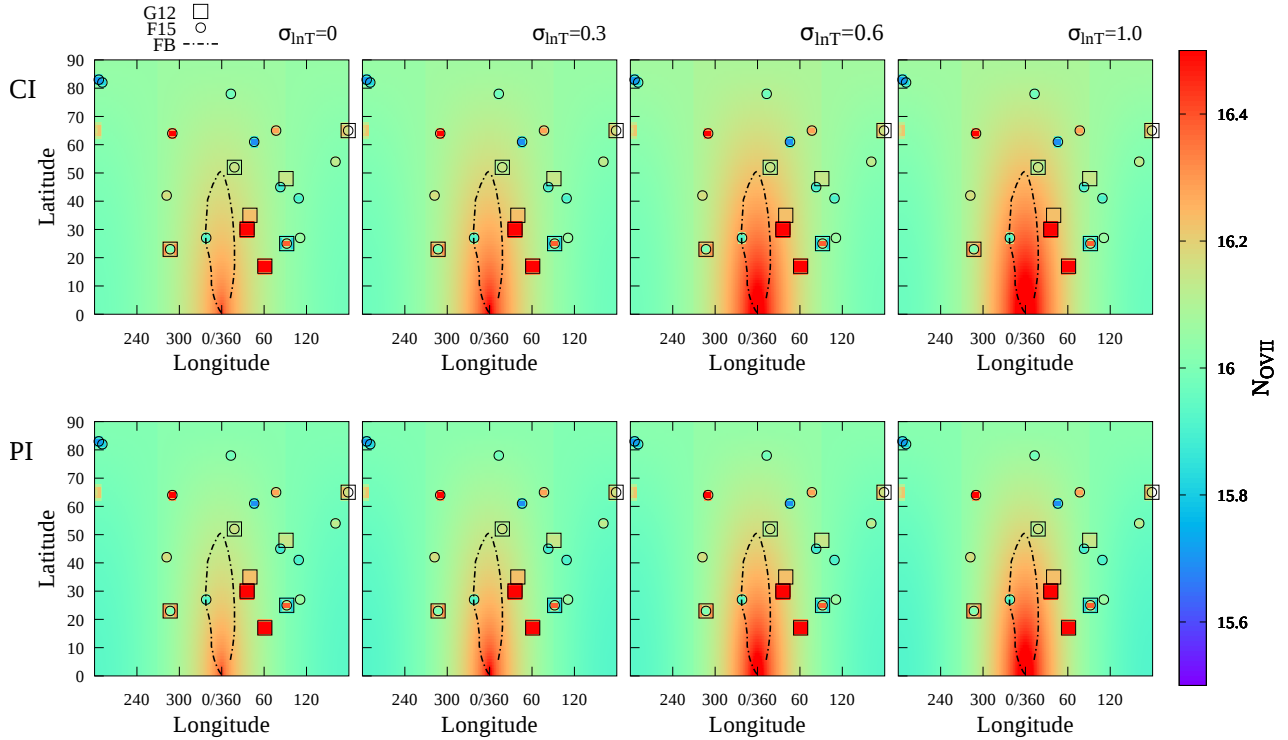 G12
F15
FB
σlnT=0
σlnT=0.3
σlnT=0.6
σlnT=1.0
CI
Latitude
90
80
70
60
50
40
30
20
10
0
240 300 0/360 60 120
240 300 0/360 60 120
240 300 0/360 60 120
240 300 0/360 60 120
Longitude
Longitude
Longitude
Longitude
PI
Latitude
90
80
70
60
50
40
30
20
10
0
240 300 0/360 60 120
240 300 0/360 60 120
240 300 0/360 60 120
240 300 0/360 60 120
Longitude
Longitude
Longitude
Longitude
16.4
16.2
16
15.8
15.6
NOVII